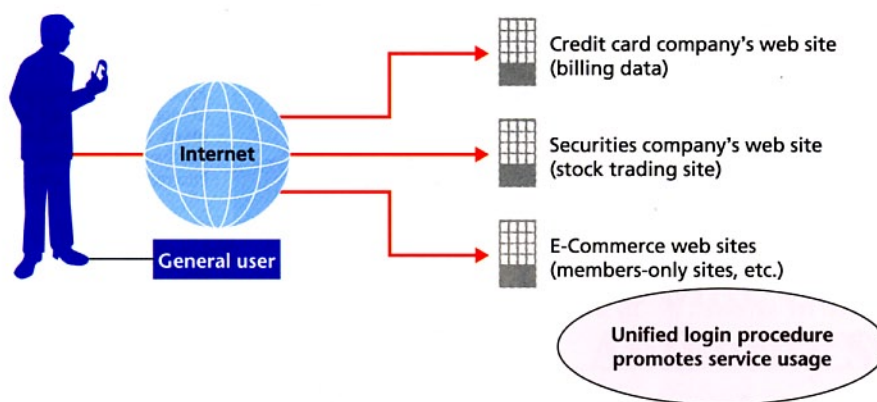 Credit card company's web site
(billing data)
Internet
Securities company's web site
(stock trading site)
General user
E-Commerce web sites
(members-only sites, etc.)
Unified login procedure
promotes service usage